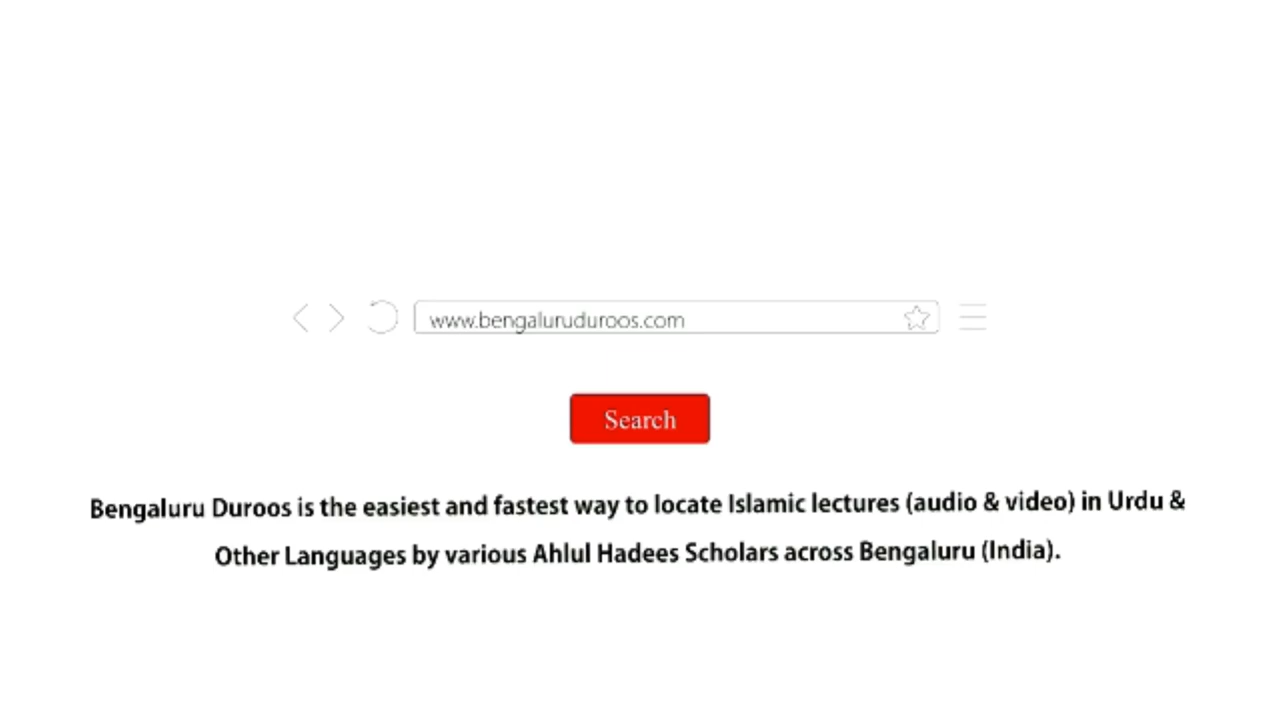 www.bengaluruduroos.com
Search
Bengaluru Duroos is the easiest and fastest way to locate Islamic lectures (audio & video) in Urdu &
Other Languages by various Ahlul Hadees Scholars across Bengaluru (India).